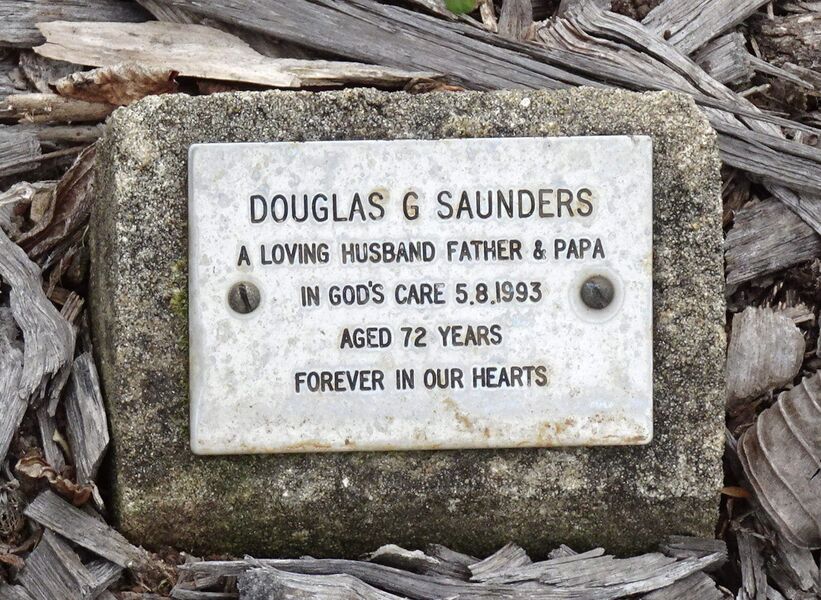 DOUGLAS G SAUNDERS
A LOVING HUSBAND FATHER & PAPA
IN GOD'S CARE 5.8.1993
AGED 72 YEARS
FOREVER IN OUR HEARTS